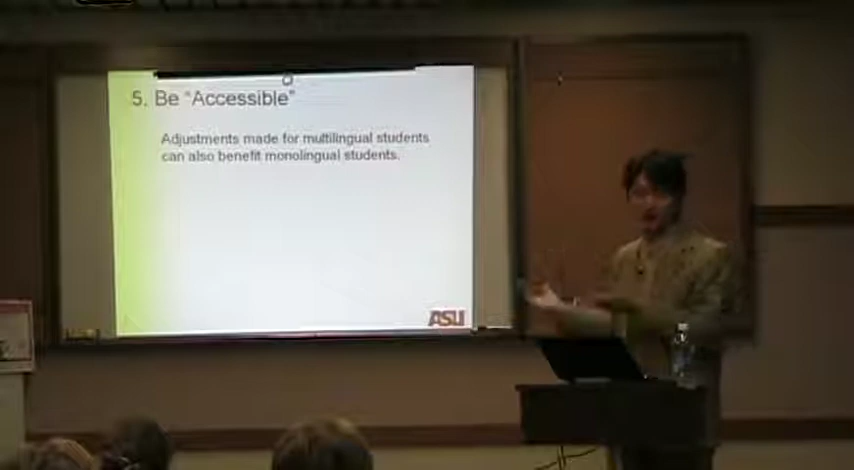 5. Be "Accessible"
Adjustments made for multilingual students
can also benefit monolingual students.
ASU